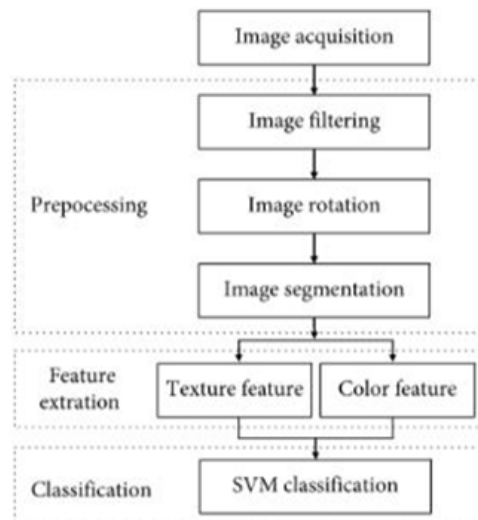 Image acquisition
Image filtering
Prepocessing
Image rotation
Image segmentation
Feature
extration
Texture feature
Color feature
Classification
SVM classification